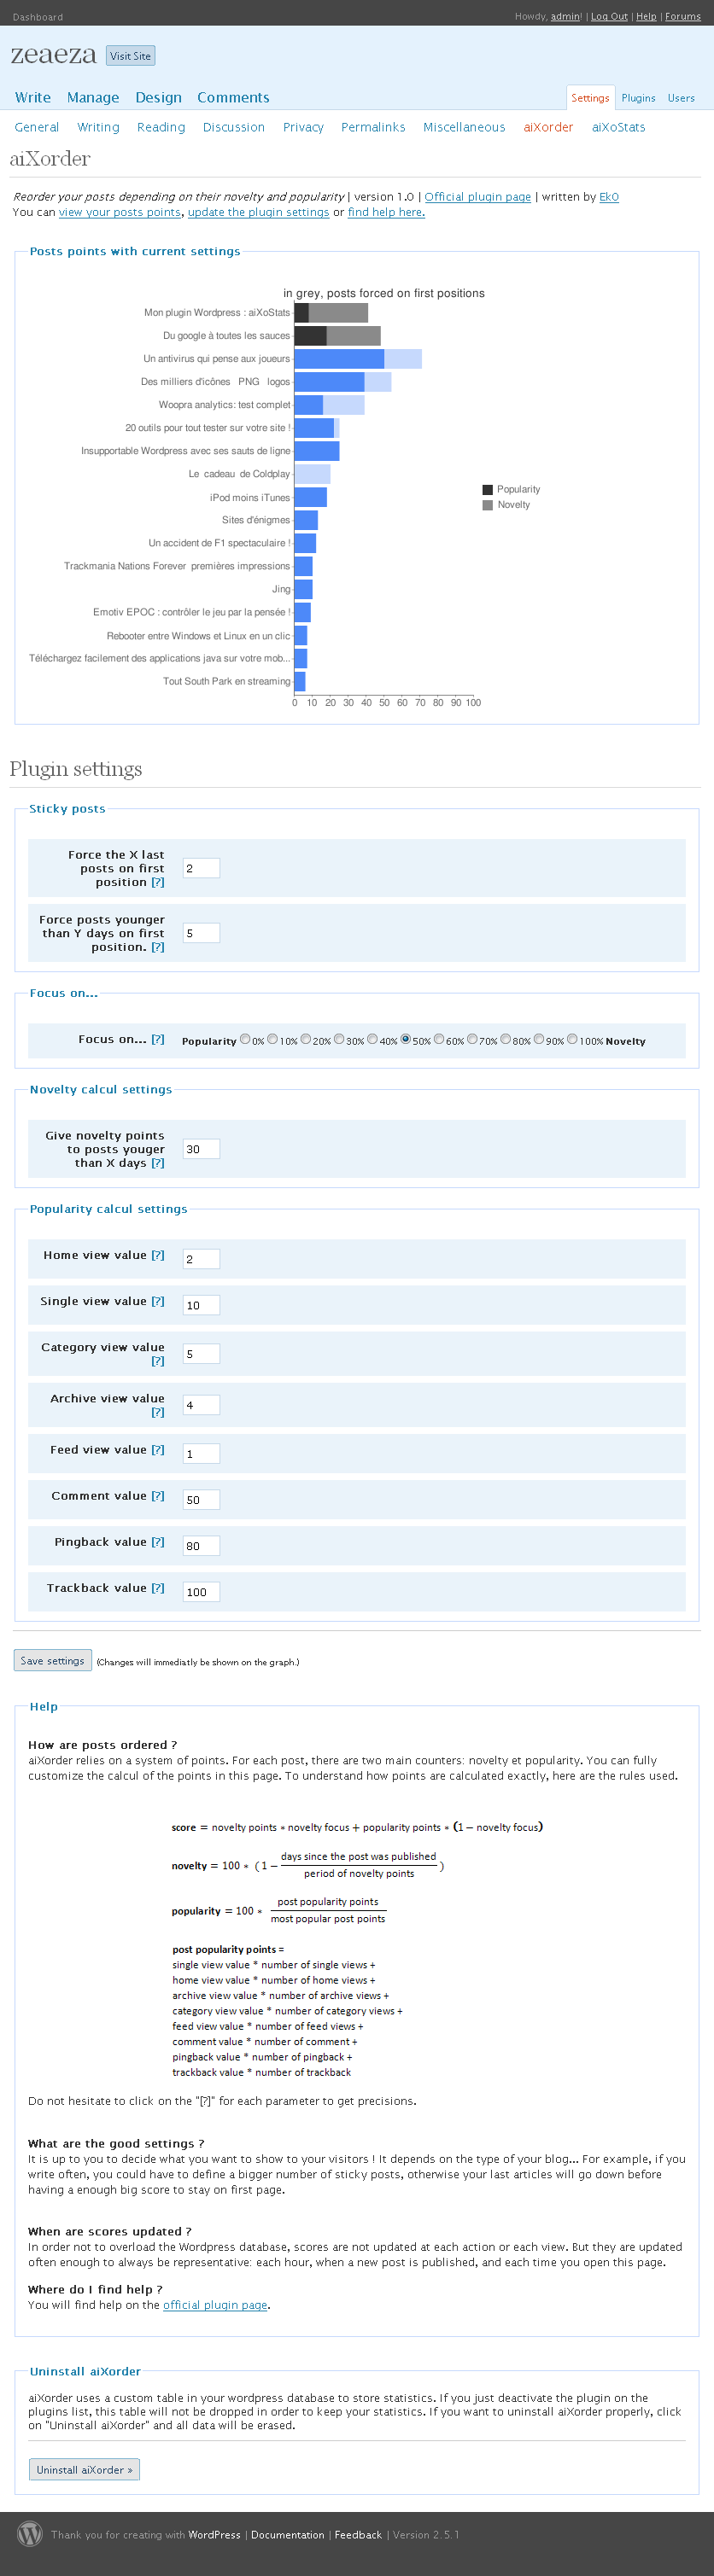 Dashboard
Howdy, admin! | Log Out | Help | Forums
zeaeza Visit Site
Write Manage Design Comments
Settings Plugins Users
General Writing Reading Discussion Privacy Permalinks Miscellaneous aiXorder aiXoStats
aiXorder
Reorder your posts depending on their novelty and popularity | version 1.0 | Official plugin page | written by Ek0
You can view your posts points, update the plugin settings or find help here.
Posts points with current settings
in grey, posts forced on first positions
Mon plugin Wordpress : aiXoStats
Du google à toutes les sauces
Un antivirus qui pense aux joueurs
Des milliers d'icônes PNG logos
Woopra analytics: test complet
20 outils pour tout tester sur votre site !
Insupportable Wordpress avec ses sauts de ligne
Le cadeau de Coldplay
Popularity
iPod moins iTunes
Novelty
Sites d'énigmes
Un accident de F1 spectaculaire !
Trackmania Nations Forever premières impressions
Jing
Emotiv EPOC : contrôler le jeu par la pensée !
Rebooter entre Windows et Linux en un clic
Téléchargez facilement des applications java sur votre mob...
Tout South Park en streaming
0 10 20 30 40 50 60 70 80 90 100
Plugin settings
Sticky posts
Force the X last
posts on first
position [?]
2
Force posts younger
than Y days on first
position. [?]
5
Focus on...
Focus on... [?] Popularity 0% 10% 20% 30% 40% 50% 60% 70% 80% 90% 100% Novelty
Novelty calcul settings
Give novelty points
to posts youger
than X days [?]
30
Popularity calcul settings
Home view value [?] 2
Single view value [?] 10
Category view value
[?]
5
Archive view value
[?]
4
Feed view value [?] 1
Comment value [?] 50
Pingback value [?] 80
Trackback value [?] 100
Save settings (Changes will immediatly be shown on the graph.)
Help
How are posts ordered ?
aiXorder relies on a system of points. For each post, there are two main counters: novelty et popularity. You can fully
customize the calcul of the points in this page. To understand how points are calculated exactly, here are the rules used.
score = novelty points * novelty focus + popularity points * (1 − novelty focus)
days since the post was published
novelty = 100 * (1 − )
period of novelty points
post popularity points
popularity = 100 *
most popular post points
post popularity points =
single view value * number of single views +
home view value * number of home views +
archive view value * number of archive views +
category view value * number of category views +
feed view value * number of feed views +
comment value * number of comment +
pingback value * number of pingback +
trackback value * number of trackback
Do not hesitate to click on the "[?]" for each parameter to get precisions.
What are the good settings ?
It is up to you to decide what you want to show to your visitors ! It depends on the type of your blog... For example, if you
write often, you could have to define a bigger number of sticky posts, otherwise your last articles will go down before
having a enough big score to stay on first page.
When are scores updated ?
In order not to overload the Wordpress database, scores are not updated at each action or each view. But they are updated
often enough to always be representative: each hour, when a new post is published, and each time you open this page.
Where do I find help ?
You will find help on the official plugin page.
Uninstall aiXorder
aiXorder uses a custom table in your wordpress database to store statistics. If you just deactivate the plugin on the
plugins list, this table will not be dropped in order to keep your statistics. If you want to uninstall aiXorder properly, click
on "Uninstall aiXorder" and all data will be erased.
Uninstall aiXorder »
Thank you for creating with WordPress | Documentation | Feedback | Version 2.5.1